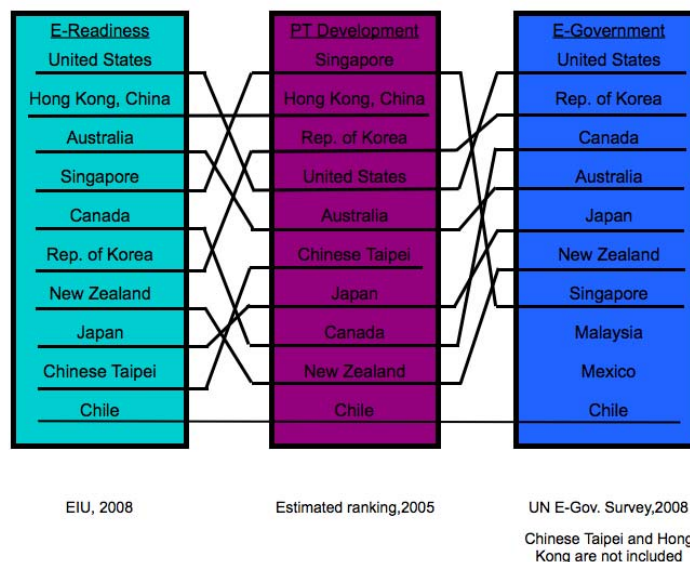 E-Readiness
United States
Hong Kong, China
Australia
Singapore
Canada
Rep. of Korea
New Zealand
Japan
Chinese Taipei
Chile
EIU, 2008
PT Development
Singapore
Hong Kong, China
Rep. of Korea
United States
Australia
Chinese Taipei
Japan
Canada
New Zealand
Chile
Estimated ranking,2005
E-Government
United States
Rep. of Korea
Canada
Australia
Japan
New Zealand
Singapore
Malaysia
Mexico
Chile
UN E-Gov. Survey,2008
Chinese Taipei and Hong
Kong are not included